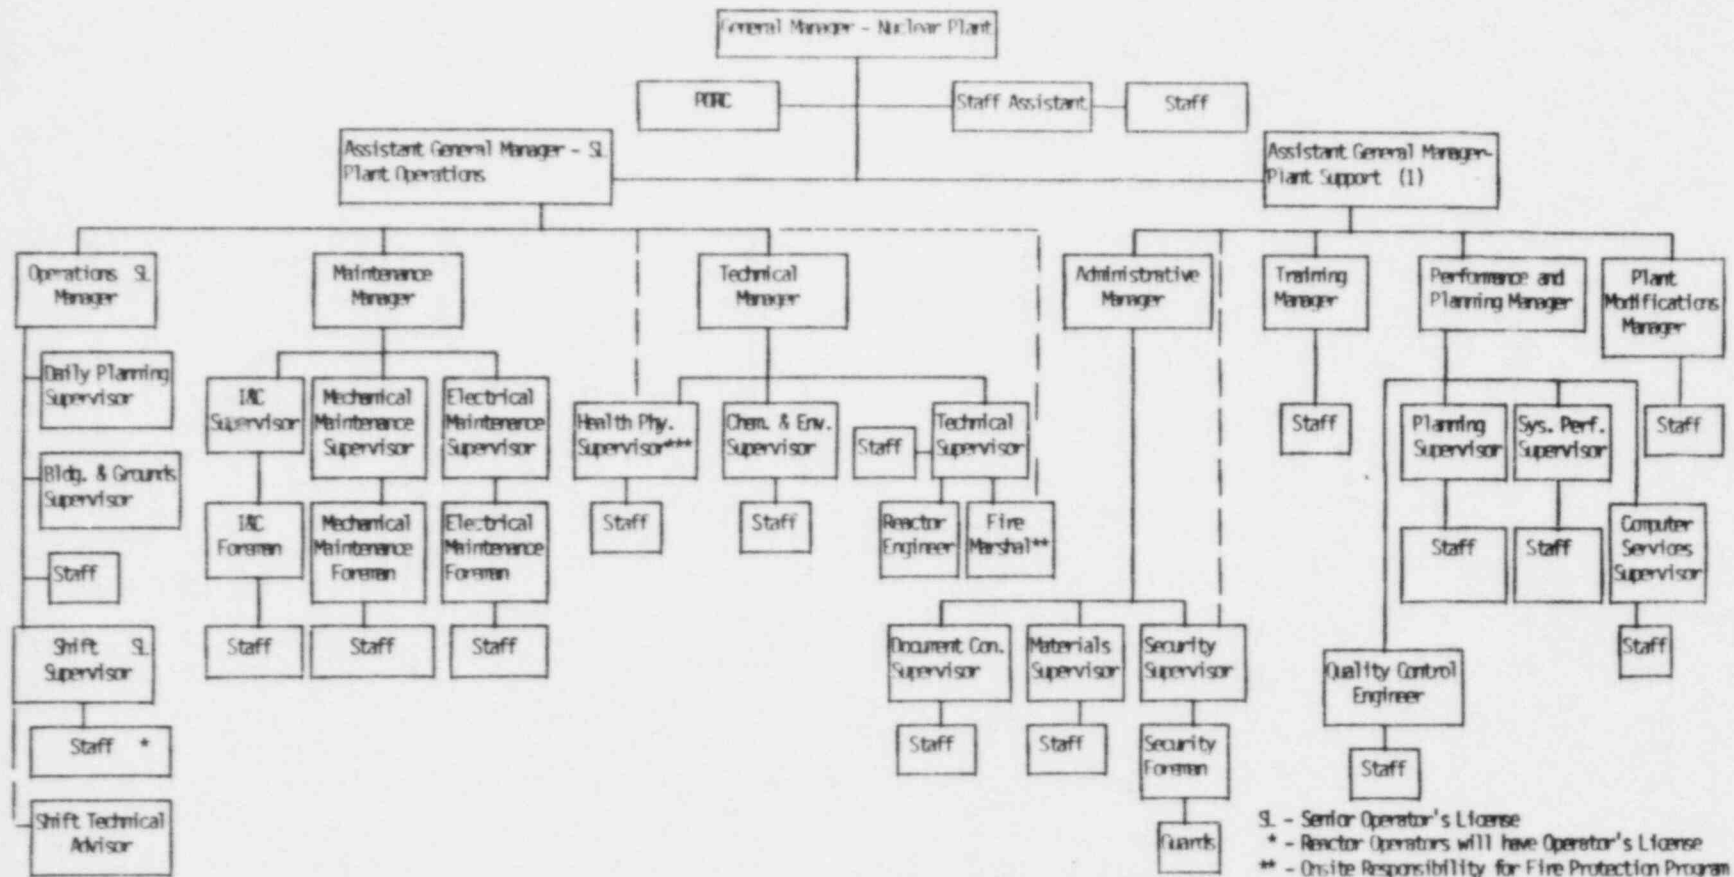 General Manager - Nuclear Plant
PORC
Staff Assistant
Staff
Assistant General Manager - SL
Plant Operations
Assistant General Manager-
Plant Support (1)
Operations SL
Manager
Maintenance
Manager
Technical
Manager
Administrative
Manager
Training
Manager
Performance and
Planning Manager
Plant
Modifications
Manager
Daily Planning
Supervisor
Bldg. & Grounds
Supervisor
Staff
Shift SL
Supervisor
Staff *
Shift Technical
Advisor
I&C
Supervisor
Mechanical
Maintenance
Supervisor
Electrical
Maintenance
Supervisor
I&C
Foreman
Mechanical
Maintenance
Foreman
Electrical
Maintenance
Foreman
Staff
Staff
Staff
Health Phy.
Supervisor***
Chem. & Env.
Supervisor
Staff
Technical
Supervisor
Staff
Staff
Reactor
Engineer
Fire
Marshal**
Document Con.
Supervisor
Materials
Supervisor
Security
Supervisor
Staff
Staff
Security
Foreman
Guards
Staff
Planning
Supervisor
Sys. Perf.
Supervisor
Staff
Staff
Staff
Computer
Services
Supervisor
Staff
Quality Control
Engineer
Staff
SL - Senior Operator's License
* - Reactor Operators will have Operator's License
** - Onsite Responsibility for Fire Protection Program